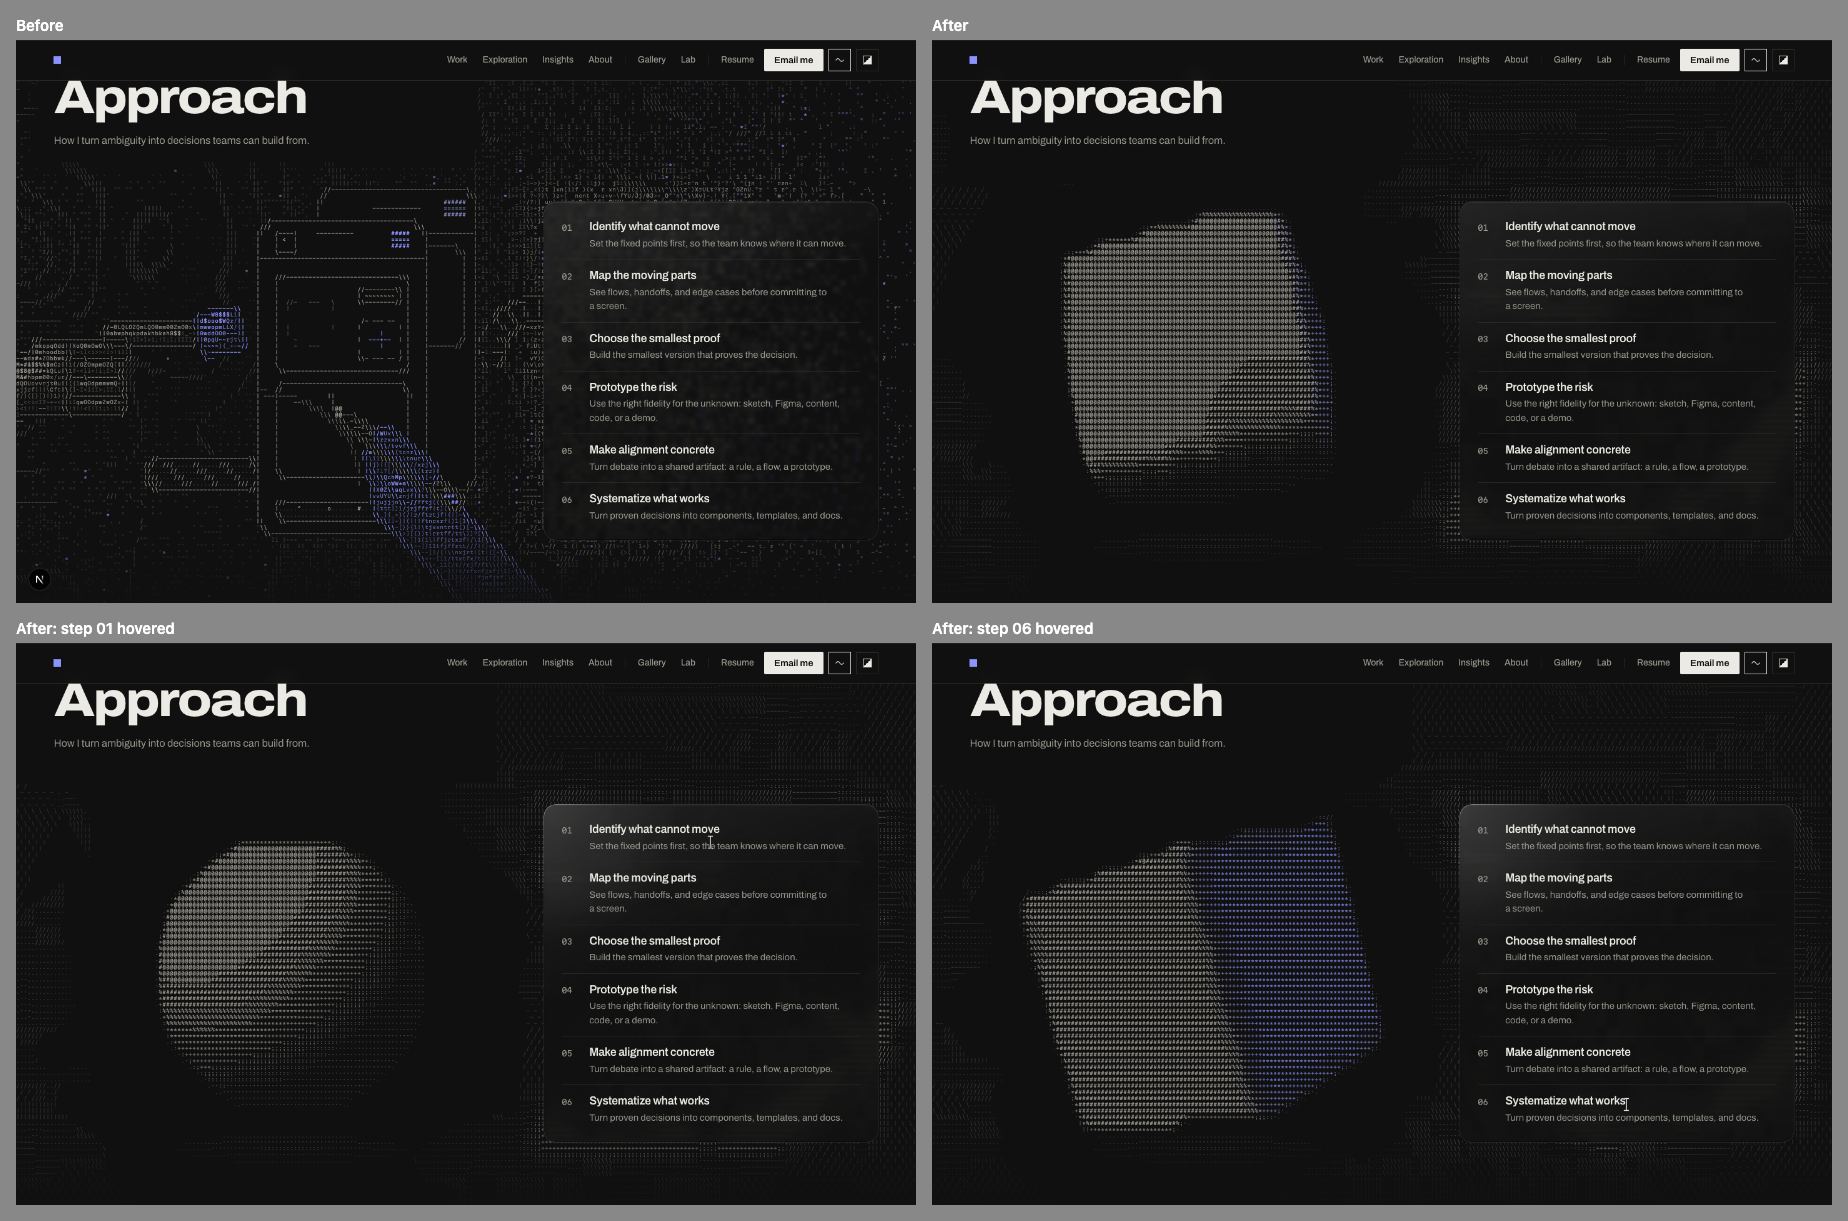 Before
Work Exploration Insights About Gallery Lab Resume Email me
Approach
How I turn ambiguity into decisions teams can build from.
01 Identify what cannot move
Set the fixed points first, so the team knows where it can move.
02 Map the moving parts
See flows, handoffs, and edge cases before committing to
a screen.
03 Choose the smallest proof
Build the smallest version that proves the decision.
04 Prototype the risk
Use the right fidelity for the unknown: sketch, Figma, content,
code, or a demo.
05 Make alignment concrete
Turn debate into a shared artifact: a rule, a flow, a prototype.
06 Systematize what works
Turn proven decisions into components, templates, and docs.
N
After
Work Exploration Insights About Gallery Lab Resume Email me
Approach
How I turn ambiguity into decisions teams can build from.
01 Identify what cannot move
Set the fixed points first, so the team knows where it can move.
02 Map the moving parts
See flows, handoffs, and edge cases before committing to
a screen.
03 Choose the smallest proof
Build the smallest version that proves the decision.
04 Prototype the risk
Use the right fidelity for the unknown: sketch, Figma, content,
code, or a demo.
05 Make alignment concrete
Turn debate into a shared artifact: a rule, a flow, a prototype.
06 Systematize what works
Turn proven decisions into components, templates, and docs.
After: step 01 hovered
Work Exploration Insights About Gallery Lab Resume Email me
Approach
How I turn ambiguity into decisions teams can build from.
01 Identify what cannot move
Set the fixed points first, so the team knows where it can move.
02 Map the moving parts
See flows, handoffs, and edge cases before committing to
a screen.
03 Choose the smallest proof
Build the smallest version that proves the decision.
04 Prototype the risk
Use the right fidelity for the unknown: sketch, Figma, content,
code, or a demo.
05 Make alignment concrete
Turn debate into a shared artifact: a rule, a flow, a prototype.
06 Systematize what works
Turn proven decisions into components, templates, and docs.
After: step 06 hovered
Work Exploration Insights About Gallery Lab Resume Email me
Approach
How I turn ambiguity into decisions teams can build from.
01 Identify what cannot move
Set the fixed points first, so the team knows where it can move.
02 Map the moving parts
See flows, handoffs, and edge cases before committing to
a screen.
03 Choose the smallest proof
Build the smallest version that proves the decision.
04 Prototype the risk
Use the right fidelity for the unknown: sketch, Figma, content,
code, or a demo.
05 Make alignment concrete
Turn debate into a shared artifact: a rule, a flow, a prototype.
06 Systematize what works
Turn proven decisions into components, templates, and docs.